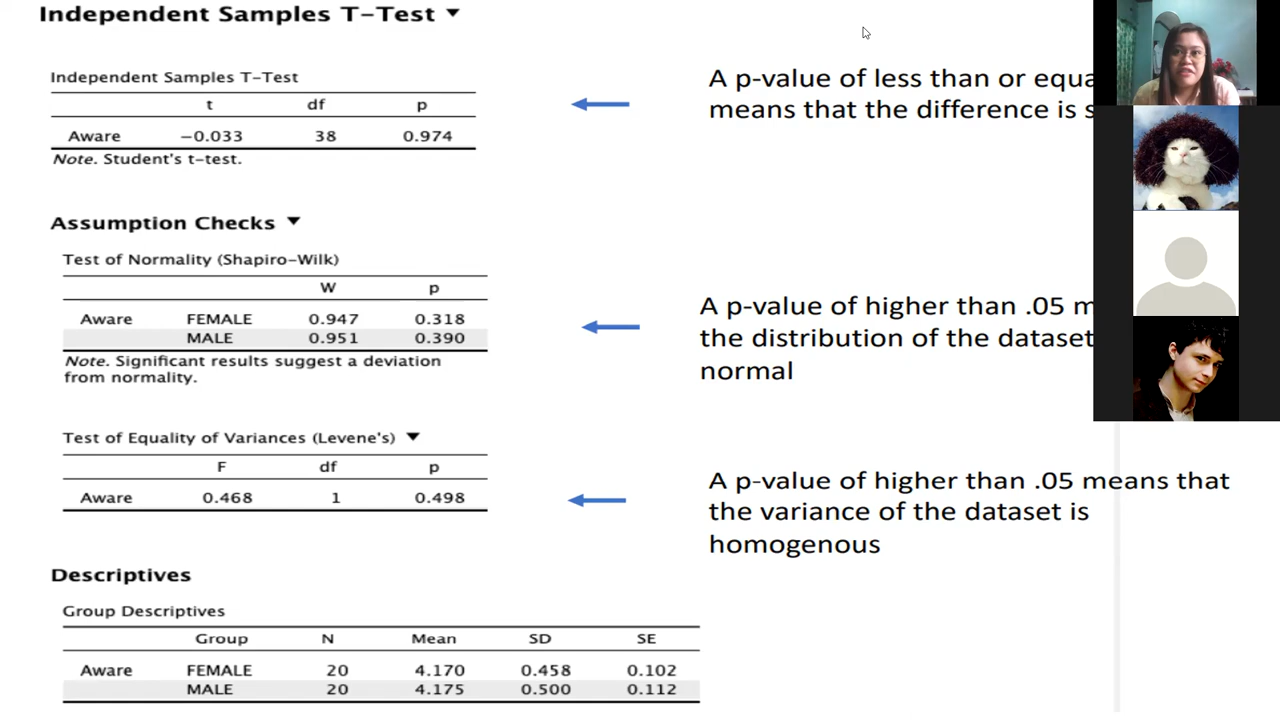 Independent Samples T-Test
Independent Samples T-Test
t df p
Aware −0.033 38 0.974
Note. Student's t-test.
A p-value of less than or
means that the difference is
Assumption Checks
Test of Normality (Shapiro-Wilk)
W p
Aware FEMALE 0.947 0.318
MALE 0.951 0.390
Note. Significant results suggest a deviation
from normality.
A p-value of higher than .05
the distribution of the dataset
normal
Test of Equality of Variances (Levene's)
F df p
Aware 0.468 1 0.498
A p-value of higher than .05 means that
the variance of the dataset is
homogenous
Descriptives
Group Descriptives
Group N Mean SD SE
Aware FEMALE 20 4.170 0.458 0.102
MALE 20 4.175 0.500 0.112